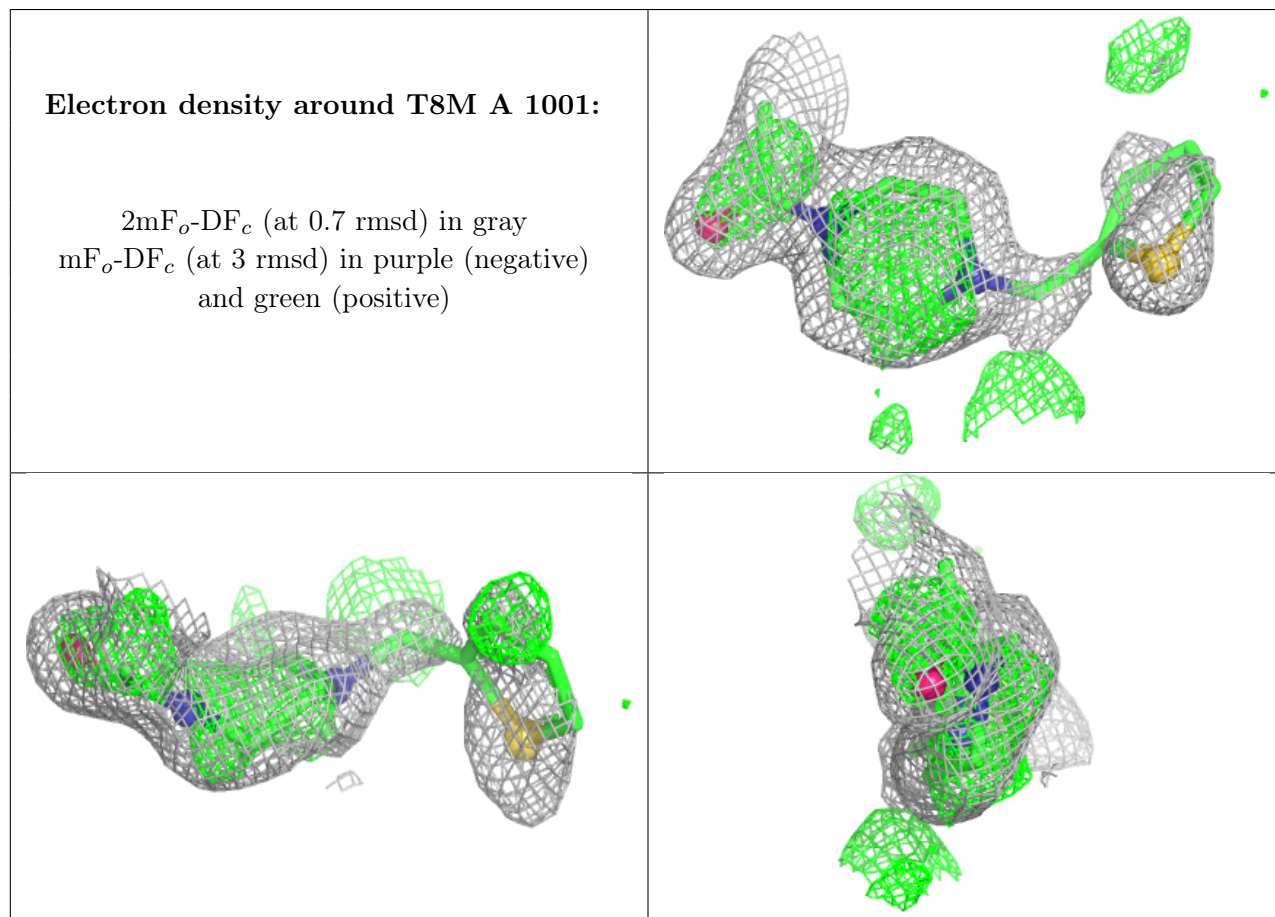 Electron density around T8M A 1001:
2mFo-DFc (at 0.7 rmsd) in gray
mFo-DFc (at 3 rmsd) in purple (negative)
and green (positive)